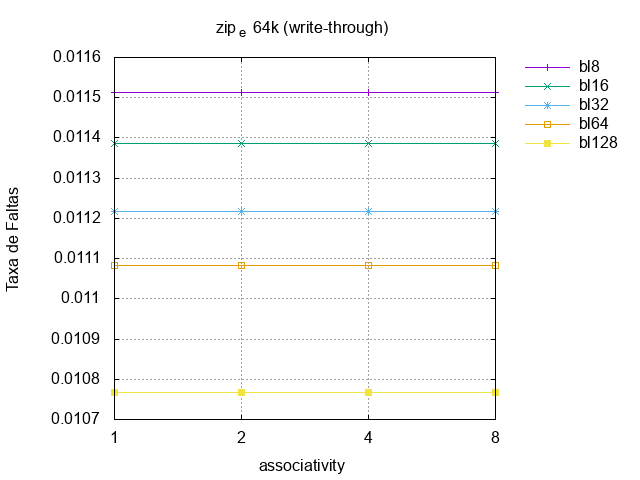 zip e 64k (write-through)
0.0116
0.0115
0.0114
0.0113
0.0112
0.0111
0.011
0.0109
0.0108
0.0107
Taxa de Faltas
1 2 4 8
associativity
bl8
bl16
bl32
bl64
bl128